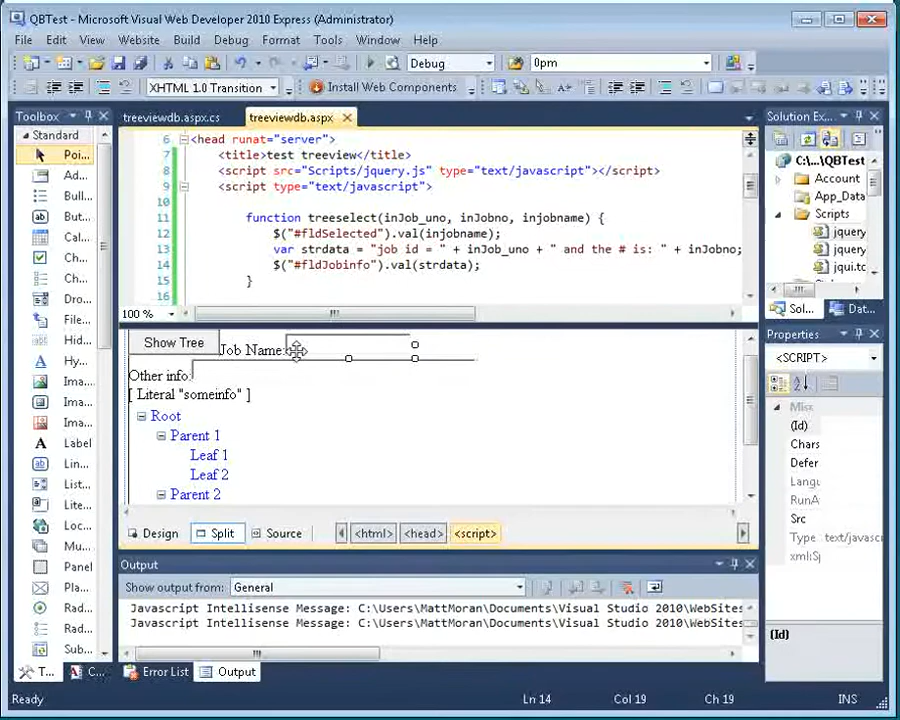 QBTest - Microsoft Visual Web Developer 2010 Express (Administrator)
File Edit View Website Build Debug Format Tools Window Help
Debug 0pm
XHTML 1.0 Transition Install Web Components
Toolbox treeviewdb.aspx.cs treeviewdb.aspx Solution Ex...
Standard
Poi...
Ad...
Bul...
But...
Cal...
Ch...
Ch...
Dro...
File...
Hid...
Hy...
Ima...
Ima...
Ima...
Label
Lin...
List...
Lite...
Loc...
Mu...
Panel
Pla...
Rad...
Rad...
Sub...
T... C...
6 <head runat="server">
7 <title>test treeview</title>
8 <script src="Scripts/jquery.js" type="text/javascript"></script>
9 <script type="text/javascript">
10
11 function treeselect(inJob_uno, inJobno, injobname) {
12 $("#fldSelected").val(injobname);
13 var strdata = "job id = " + inJob_uno + " and the # is: " + inJobno;
14 $("#fldJobinfo").val(strdata);
15 }
16
100 %
Show Tree Job Name:
Other info:
[ Literal "someinfo" ]
Root
Parent 1
Leaf 1
Leaf 2
Parent 2
Design Split Source <html> <head> <script>
Output
Show output from: General
Javascript Intellisense Message: C:\Users\MattMoran\Documents\Visual Studio 2010\WebSites
Javascript Intellisense Message: C:\Users\MattMoran\Documents\Visual Studio 2010\WebSites
Error List Output
C:\...\QBTest
Account
App_Data
Scripts
jquery
jquery
jqui.tc
Sol... Dat...
Properties
<SCRIPT>
Misc
(Id)
Chars
Defer
Langu
RunA
Src
Type text/javasc
xml:S
(Id)
Ready Ln 14 Col 19 Ch 19 INS